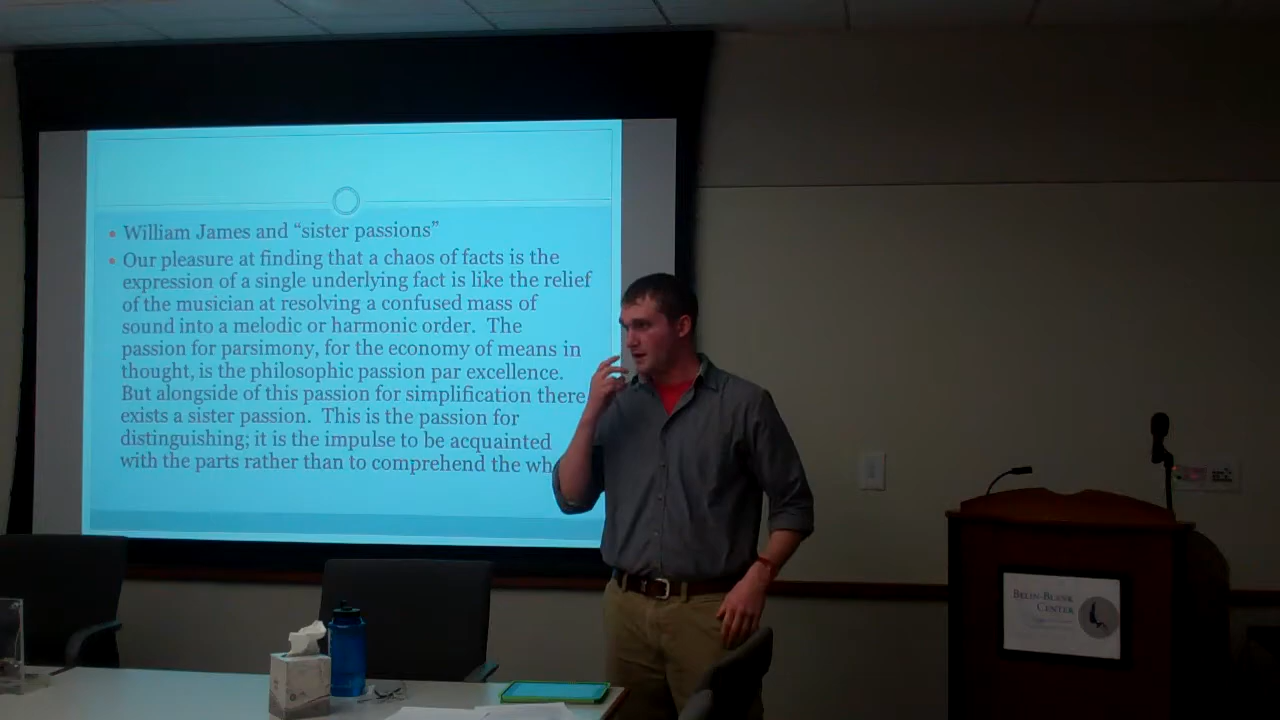 William James and “sister passions”
Our pleasure at finding that a chaos of facts is the
expression of a single underlying fact is like the relief
of the musician at resolving a confused mass of
sound into a melodic or harmonic order. The
passion for parsimony, for the economy of means in
thought, is the philosophic passion par excellence.
But alongside of this passion for simplification there
exists a sister passion. This is the passion for
distinguishing; it is the impulse to be acquainted
with the parts rather than to comprehend the wh
BELIN-BLANK
CENTER